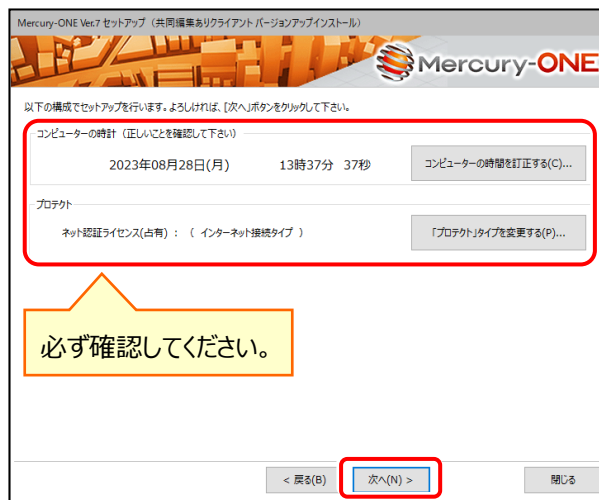 Mercury-ONE Ver.7 セットアップ（共同編集ありクライアント バージョンアップインストール）
Mercury-ONE
以下の構成でセットアップを行います。よろしければ、[次へ]ボタンをクリックして下さい。
コンピューターの時計（正しいことを確認して下さい）
2023年08月28日(月) 13時37分 37秒 コンピューターの時間を訂正する(C)...
プロテクト
ネット認証ライセンス(占有) ：（ インターネット接続タイプ ） 「プロテクト」タイプを変更する(P)...
必ず確認してください。
< 戻る(B) 次へ(N) > 閉じる